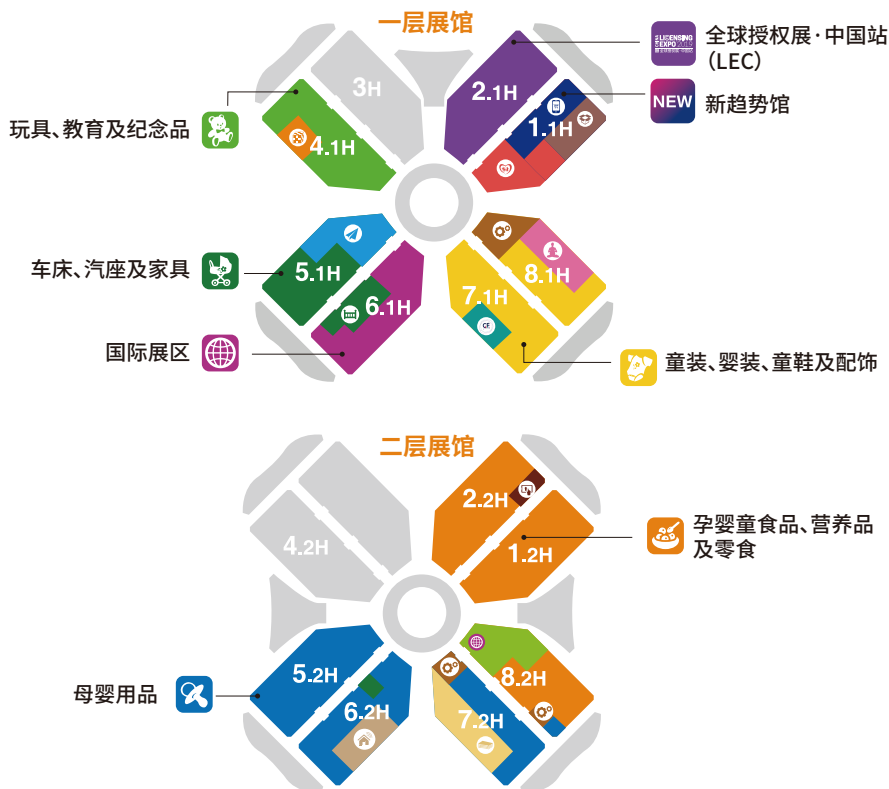 一层展馆
LICENSING
EXPO
全球授权展·中国站
（LEC）
NEW
新趋势馆
3H
2.1H
1.1H
玩具、教育及纪念品
4.1H
车床、汽座及家具
5.1H
6.1H
8.1H
7.1H
CE
国际展区
童装、婴装、童鞋及配饰
二层展馆
2.2H
1.2H
4.2H
孕婴童食品、营养品
及零食
5.2H
6.2H
8.2H
7.2H
母婴用品